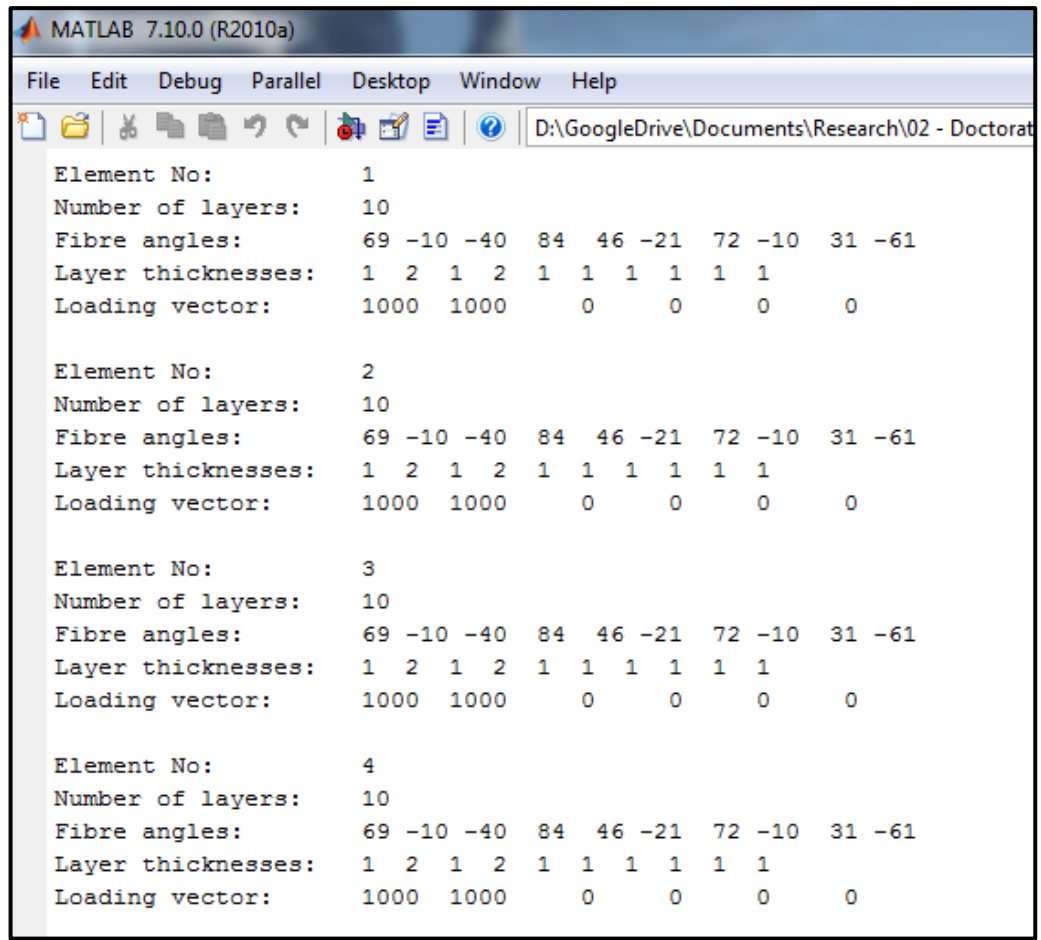 MATLAB 7.10.0 (R2010a)
File Edit Debug Parallel Desktop Window Help
D:\GoogleDrive\Documents\Research\02 - Doctorat
Element No: 1
Number of layers: 10
Fibre angles: 69 -10 -40 84 46 -21 72 -10 31 -61
Layer thicknesses: 1 2 1 2 1 1 1 1 1 1
Loading vector: 1000 1000 0 0 0 0
Element No: 2
Number of layers: 10
Fibre angles: 69 -10 -40 84 46 -21 72 -10 31 -61
Layer thicknesses: 1 2 1 2 1 1 1 1 1 1
Loading vector: 1000 1000 0 0 0 0
Element No: 3
Number of layers: 10
Fibre angles: 69 -10 -40 84 46 -21 72 -10 31 -61
Layer thicknesses: 1 2 1 2 1 1 1 1 1 1
Loading vector: 1000 1000 0 0 0 0
Element No: 4
Number of layers: 10
Fibre angles: 69 -10 -40 84 46 -21 72 -10 31 -61
Layer thicknesses: 1 2 1 2 1 1 1 1 1 1
Loading vector: 1000 1000 0 0 0 0